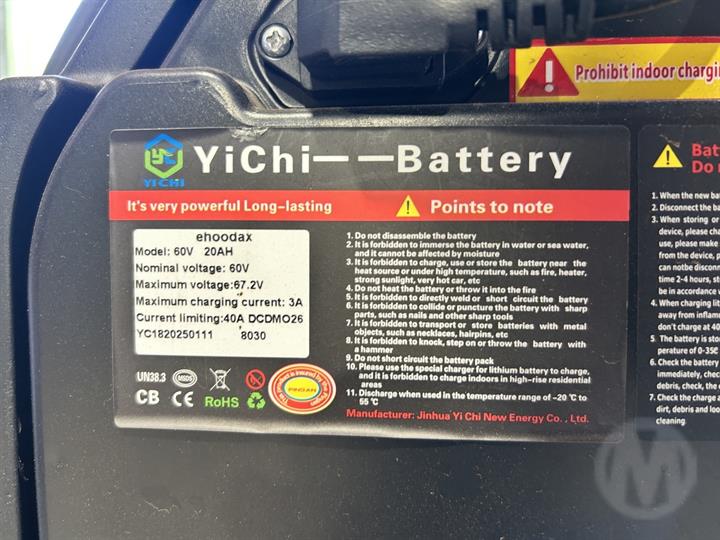 Prohibit indoor chargi
YiChi——Battery
YICHI
It's very powerful Long-lasting
Points to note
ehoodax
Model: 60V 20AH
Nominal voltage: 60V
Maximum voltage:67.2V
Maximum charging current: 3A
Current limiting:40A DCDMO26
YC1820250111 8030
UN38.3
MSDS
CB CE RoHS
PINGAN
1. Do not disassemble the battery
2. It is forbidden to immerse the battery in water or sea water,
and it cannot be affected by moisture
3. It is forbidden to charge, use or store the battery near the
heat source or under high temperature, such as fire, heater,
strong sunlight, very hot car, etc
4. Do not heat the battery or throw it into the fire
5. It is forbidden to directly weld or short circuit the battery
6. It is forbidden to collide or puncture the battery with sharp
parts, such as nails and other sharp tools
7. It is forbidden to transport or store batteries with metal
objects, such as necklaces, hairpins, etc
8. It is forbidden to knock, step on or throw the battery with
a hammer
9. Do not short circuit the battery pack
10. Please use the special charger for lithium battery to charge,
and it is forbidden to charge indoors in high-rise residential
areas
11. Discharge when used in the temperature range of -20 ℃ to
55 ℃
Manufacturer: Jinhua Yi Chi New Energy Co. , Ltd.
Bat
Do n
1. When the new bat
2. Disconnect the ba
3. When storing or
device, please cha
use, please make
from the device, p
can notbe disconn
time 2-4 hours, st
be in accordance w
4. When charging lit
away from inflam
don't charge at 40
5. The battery is sto
perature of 0-35℃
6. Check the battery
immediately, check
debris, check, the
7. Check the charge a
dirt, debris and loo
cleaning
M